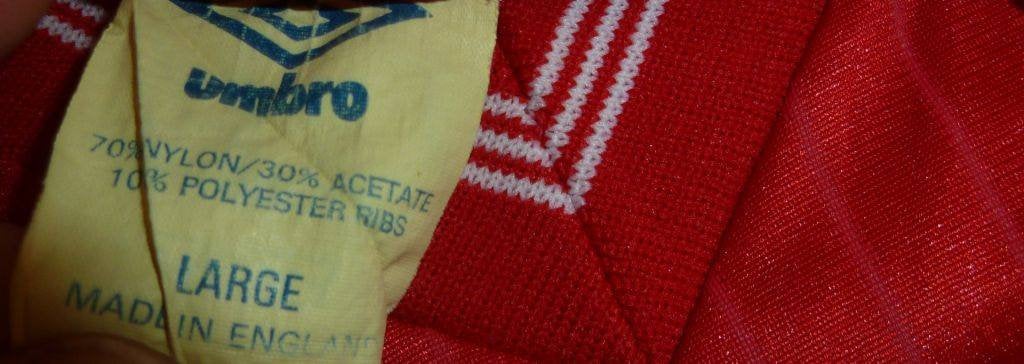 umbro
70% NYLON/30% ACETATE
10% POLYESTER RIBS
LARGE
MADE IN ENGLAND